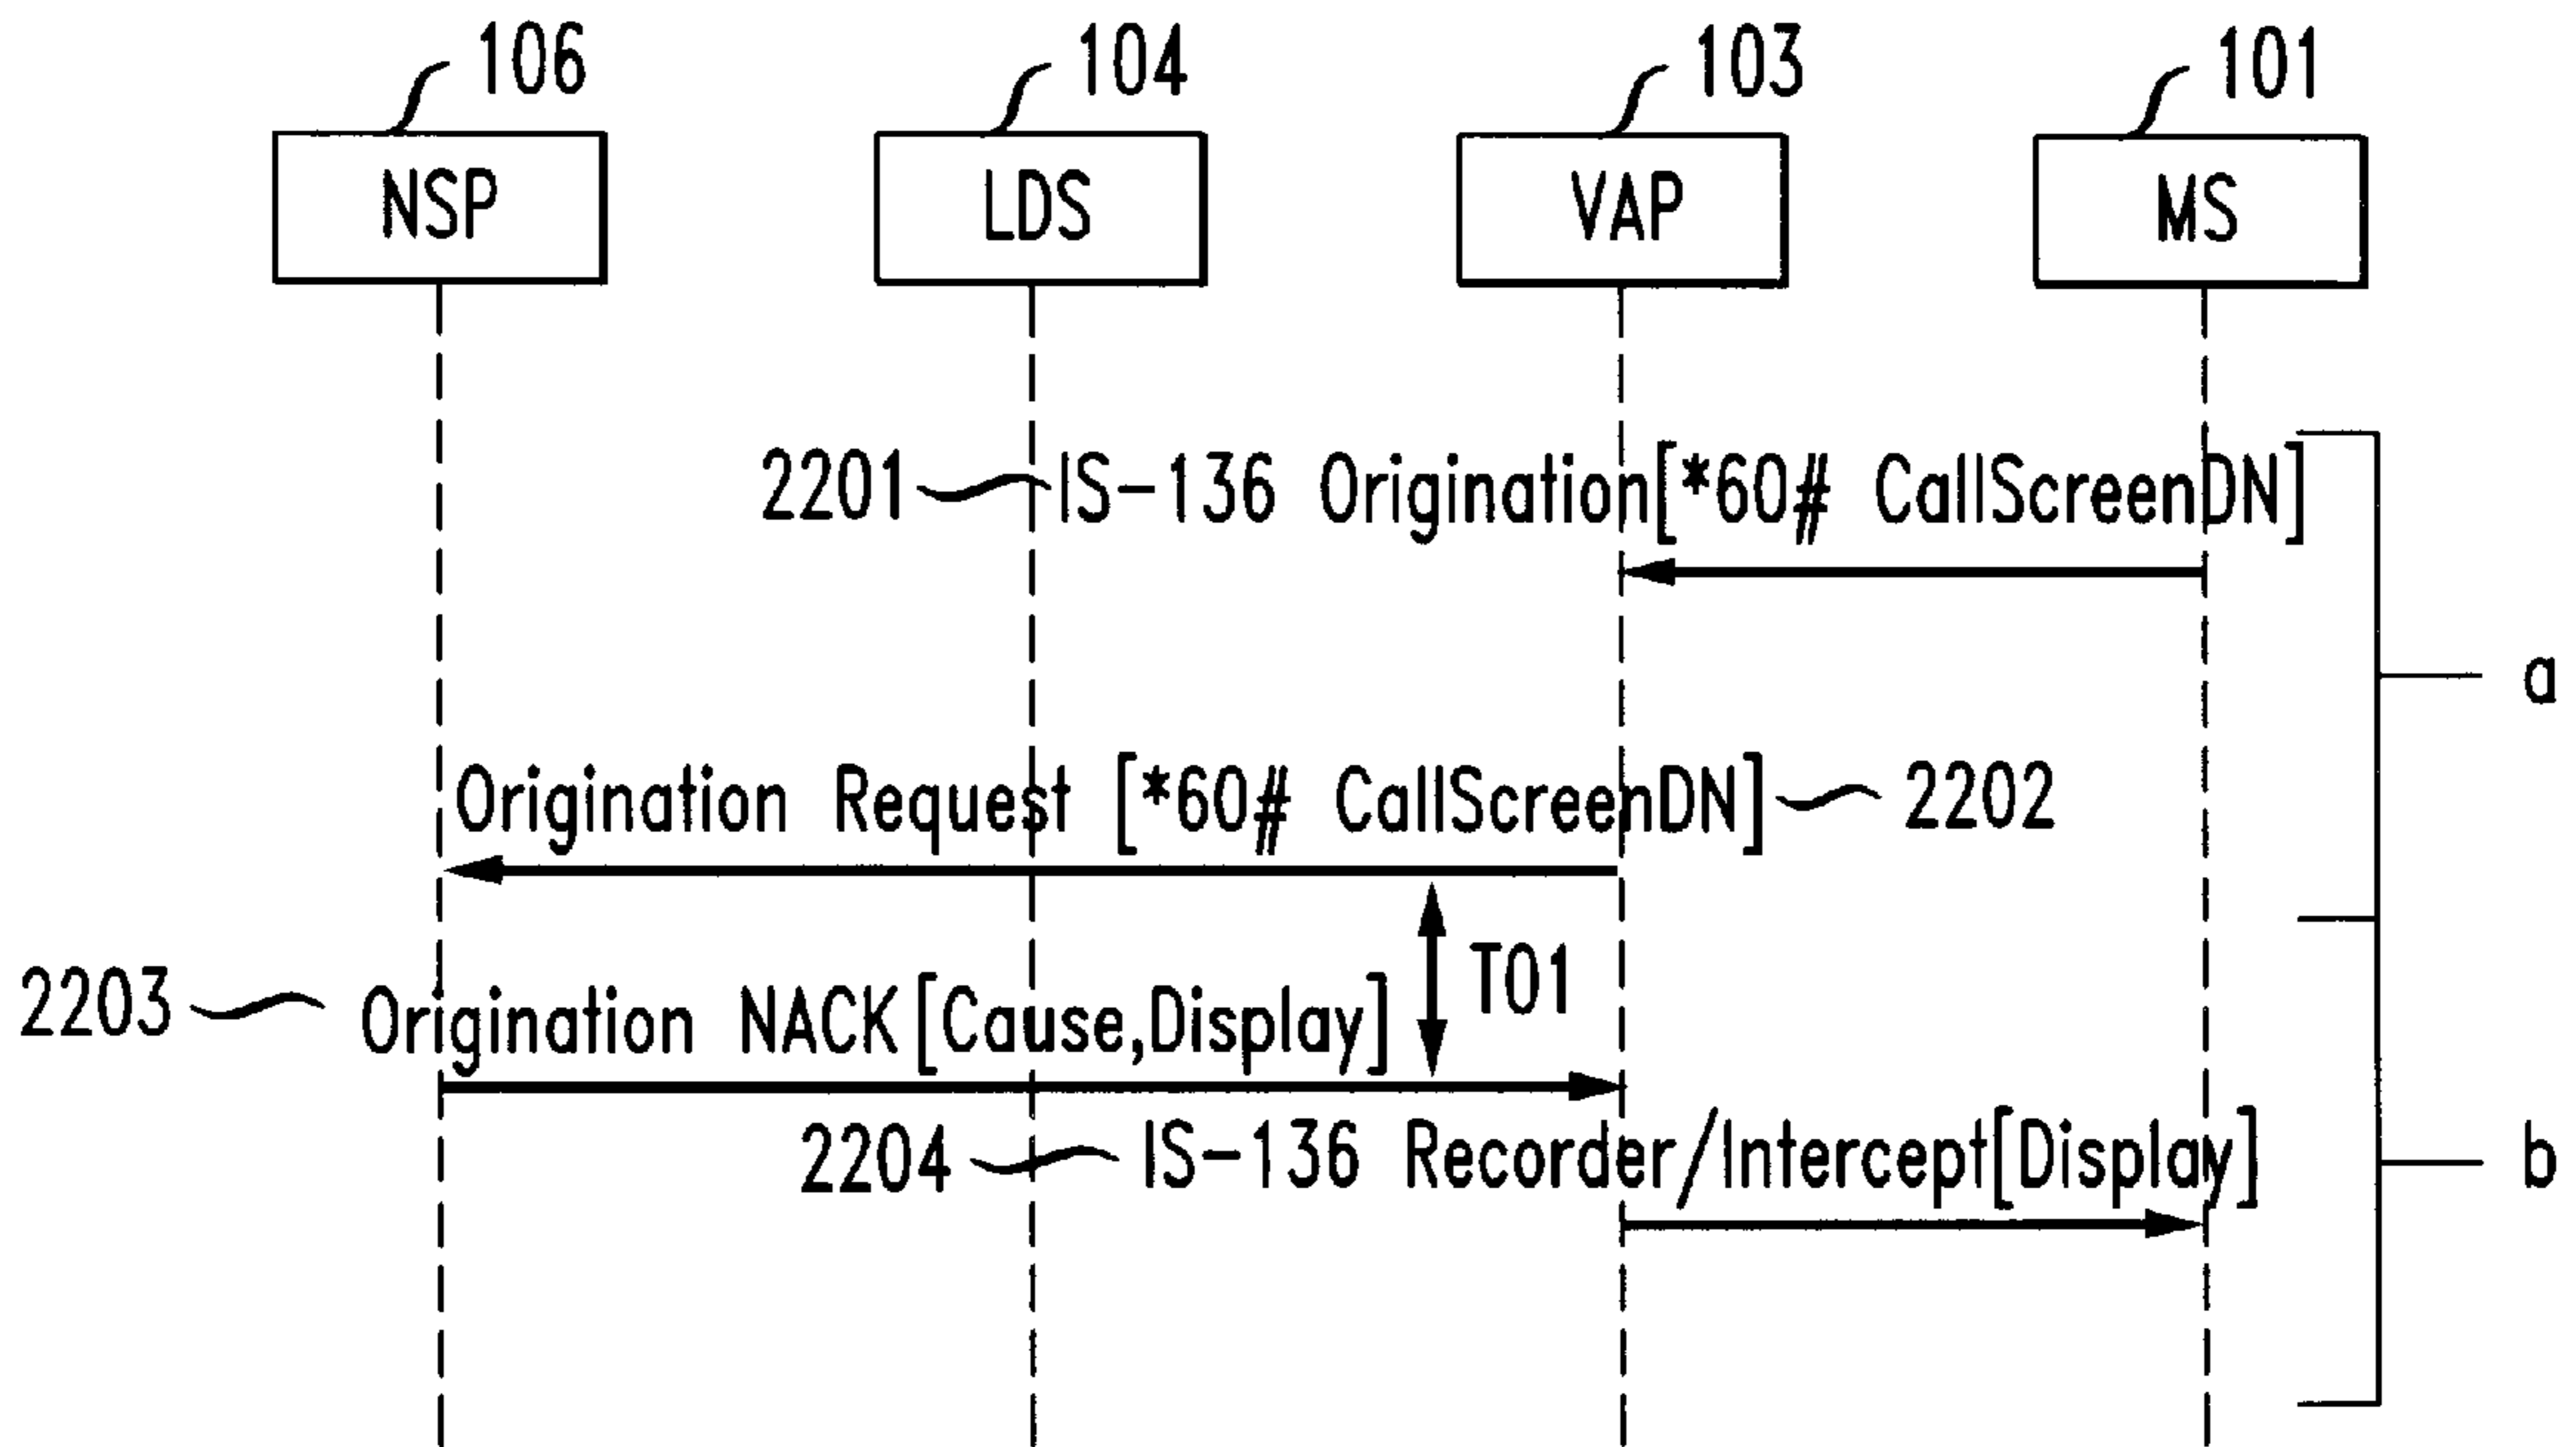 106 104 103 101
NSP LDS VAP MS
2201 IS-136 Origination[*60# CallScreenDN]
a
Origination Request [*60# CallScreenDN] 2202
T01
2203 Origination NACK[Cause,Display]
2204 IS-136 Recorder/Intercept[Display]
b